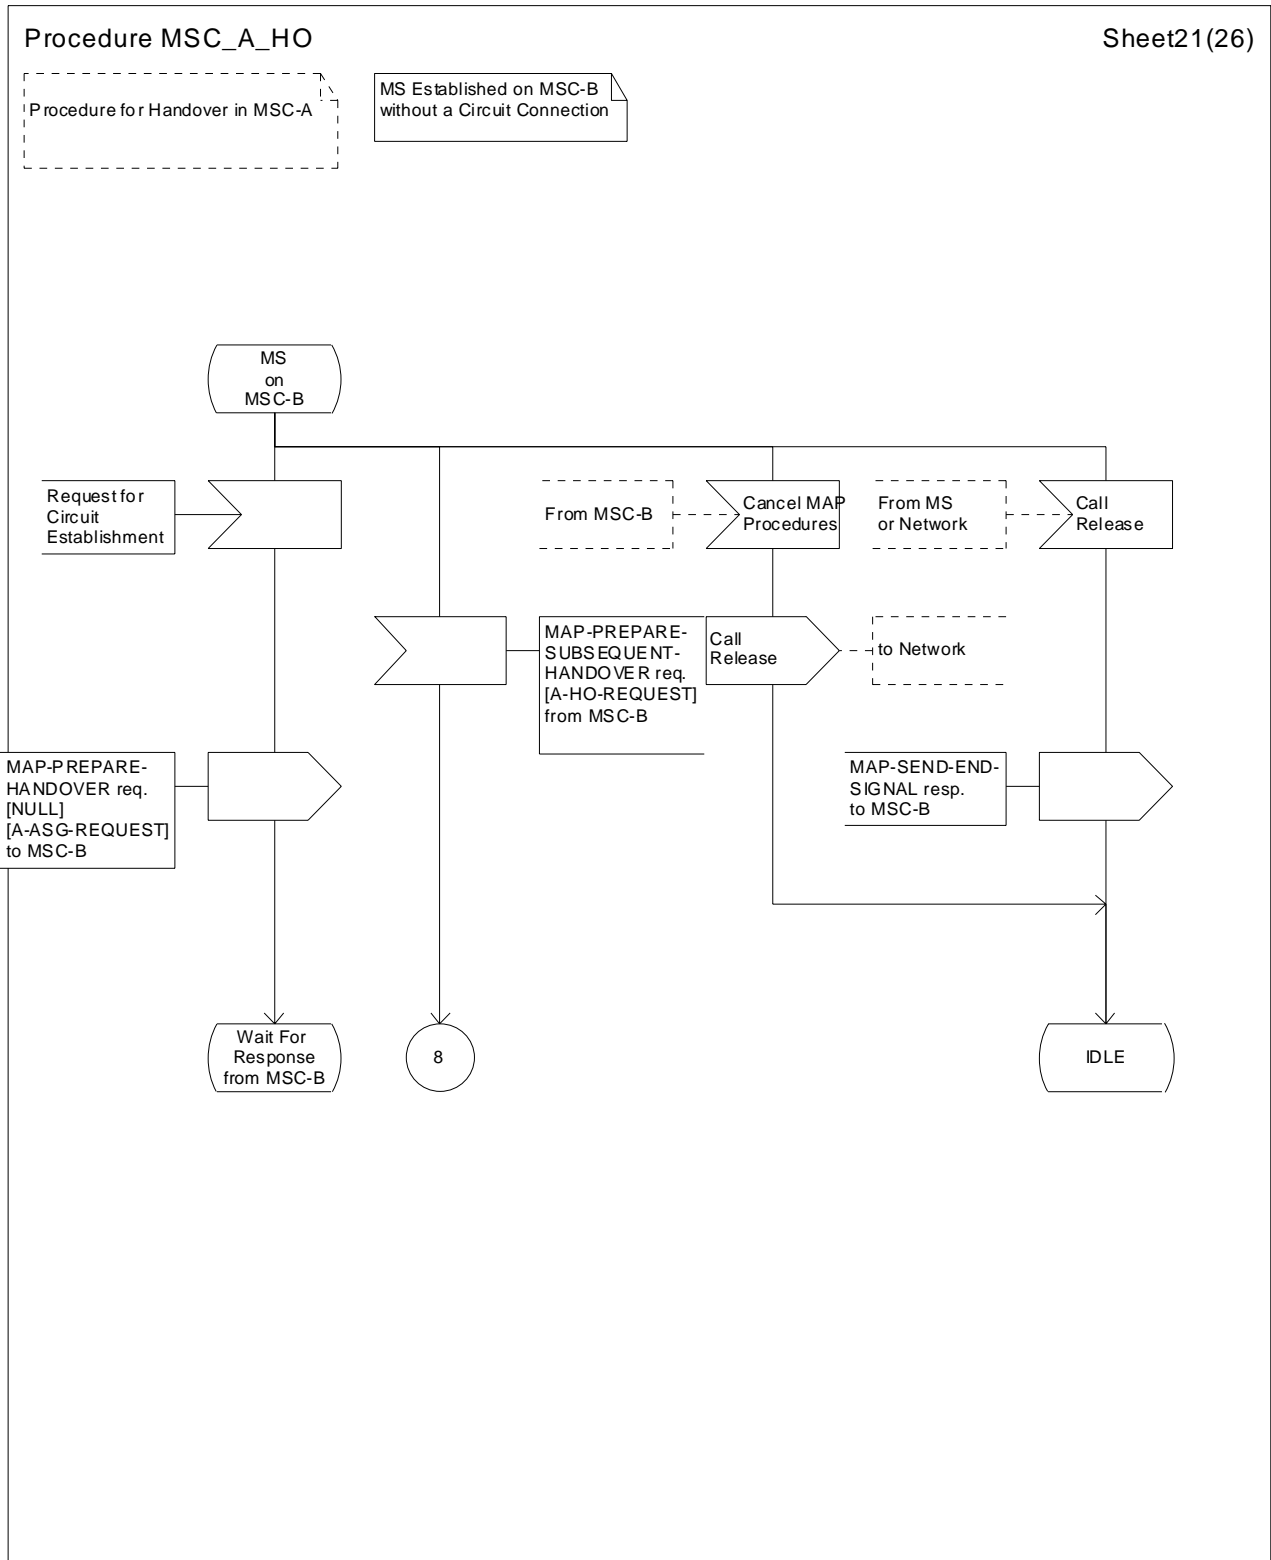 Procedure MSC_A_HO
Sheet21(26)
Procedure for Handover in MSC-A
MS Established on MSC-B
without a Circuit Connection
MS
on
MSC-B
Request for
Circuit
Establishment
From MSC-B
Cancel MAP
Procedures
From MS
or Network
Call
Release
MAP-PREPARE-
SUBSEQUENT-
HANDOVER req.
[A-HO-REQUEST]
from MSC-B
Call
Release
to Network
MAP-PREPARE-
HANDOVER req.
[NULL]
[A-ASG-REQUEST]
to MSC-B
MAP-SEND-END-
SIGNAL resp.
to MSC-B
Wait For
Response
from MSC-B
8
IDLE